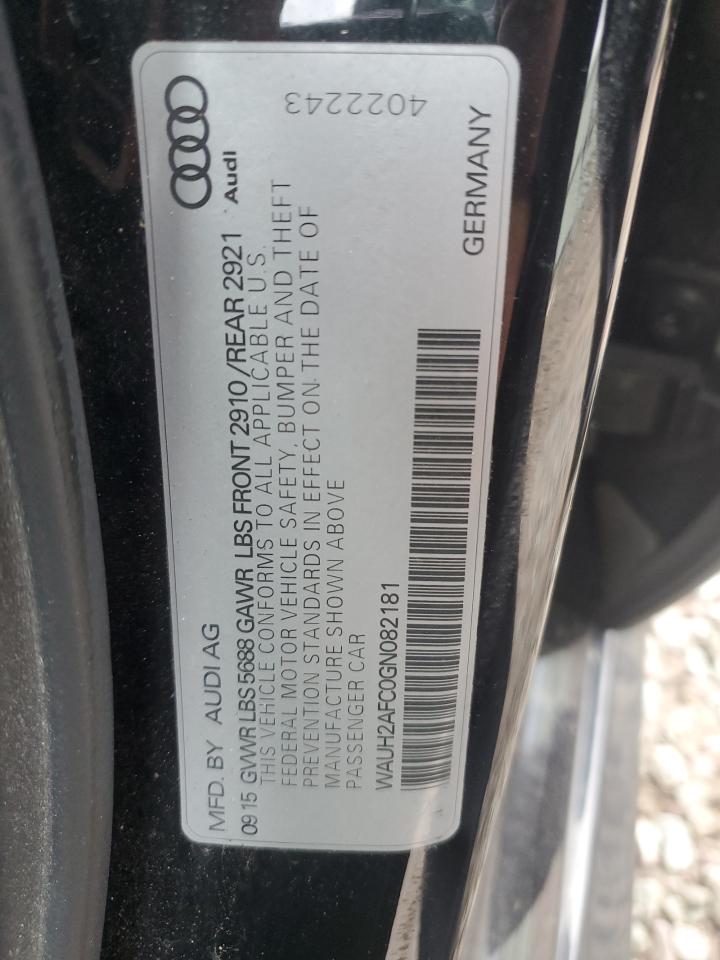 MFD. BY AUDI AG
Audi
09 15 GVWR LBS 5688 GAWR LBS FRONT 2910 / REAR 2921
THIS VEHICLE CONFORMS TO ALL APPLICABLE U.S.
FEDERAL MOTOR VEHICLE SAFETY, BUMPER AND THEFT
PREVENTION STANDARDS IN EFFECT ON THE DATE OF
MANUFACTURE SHOWN ABOVE
PASSENGER CAR
WAUH2AFC0GN082181
GERMANY
4022243